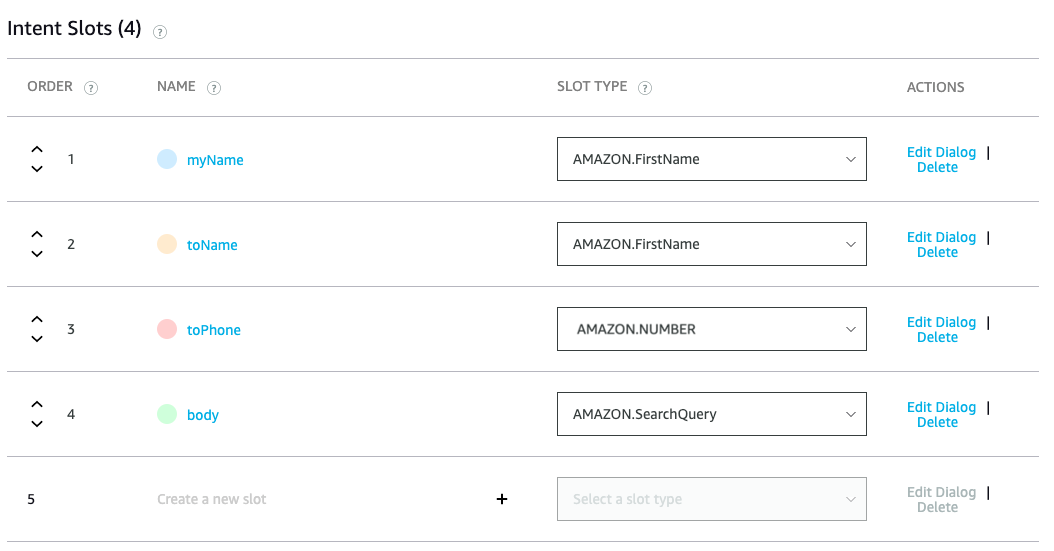 Intent Slots (4) ?
ORDER ? NAME ? SLOT TYPE ? ACTIONS
1 myName AMAZON.FirstName Edit Dialog |
Delete
2 toName AMAZON.FirstName Edit Dialog |
Delete
3 toPhone AMAZON.NUMBER Edit Dialog |
Delete
4 body AMAZON.SearchQuery Edit Dialog |
Delete
5 Create a new slot + Select a slot type Edit Dialog |
Delete